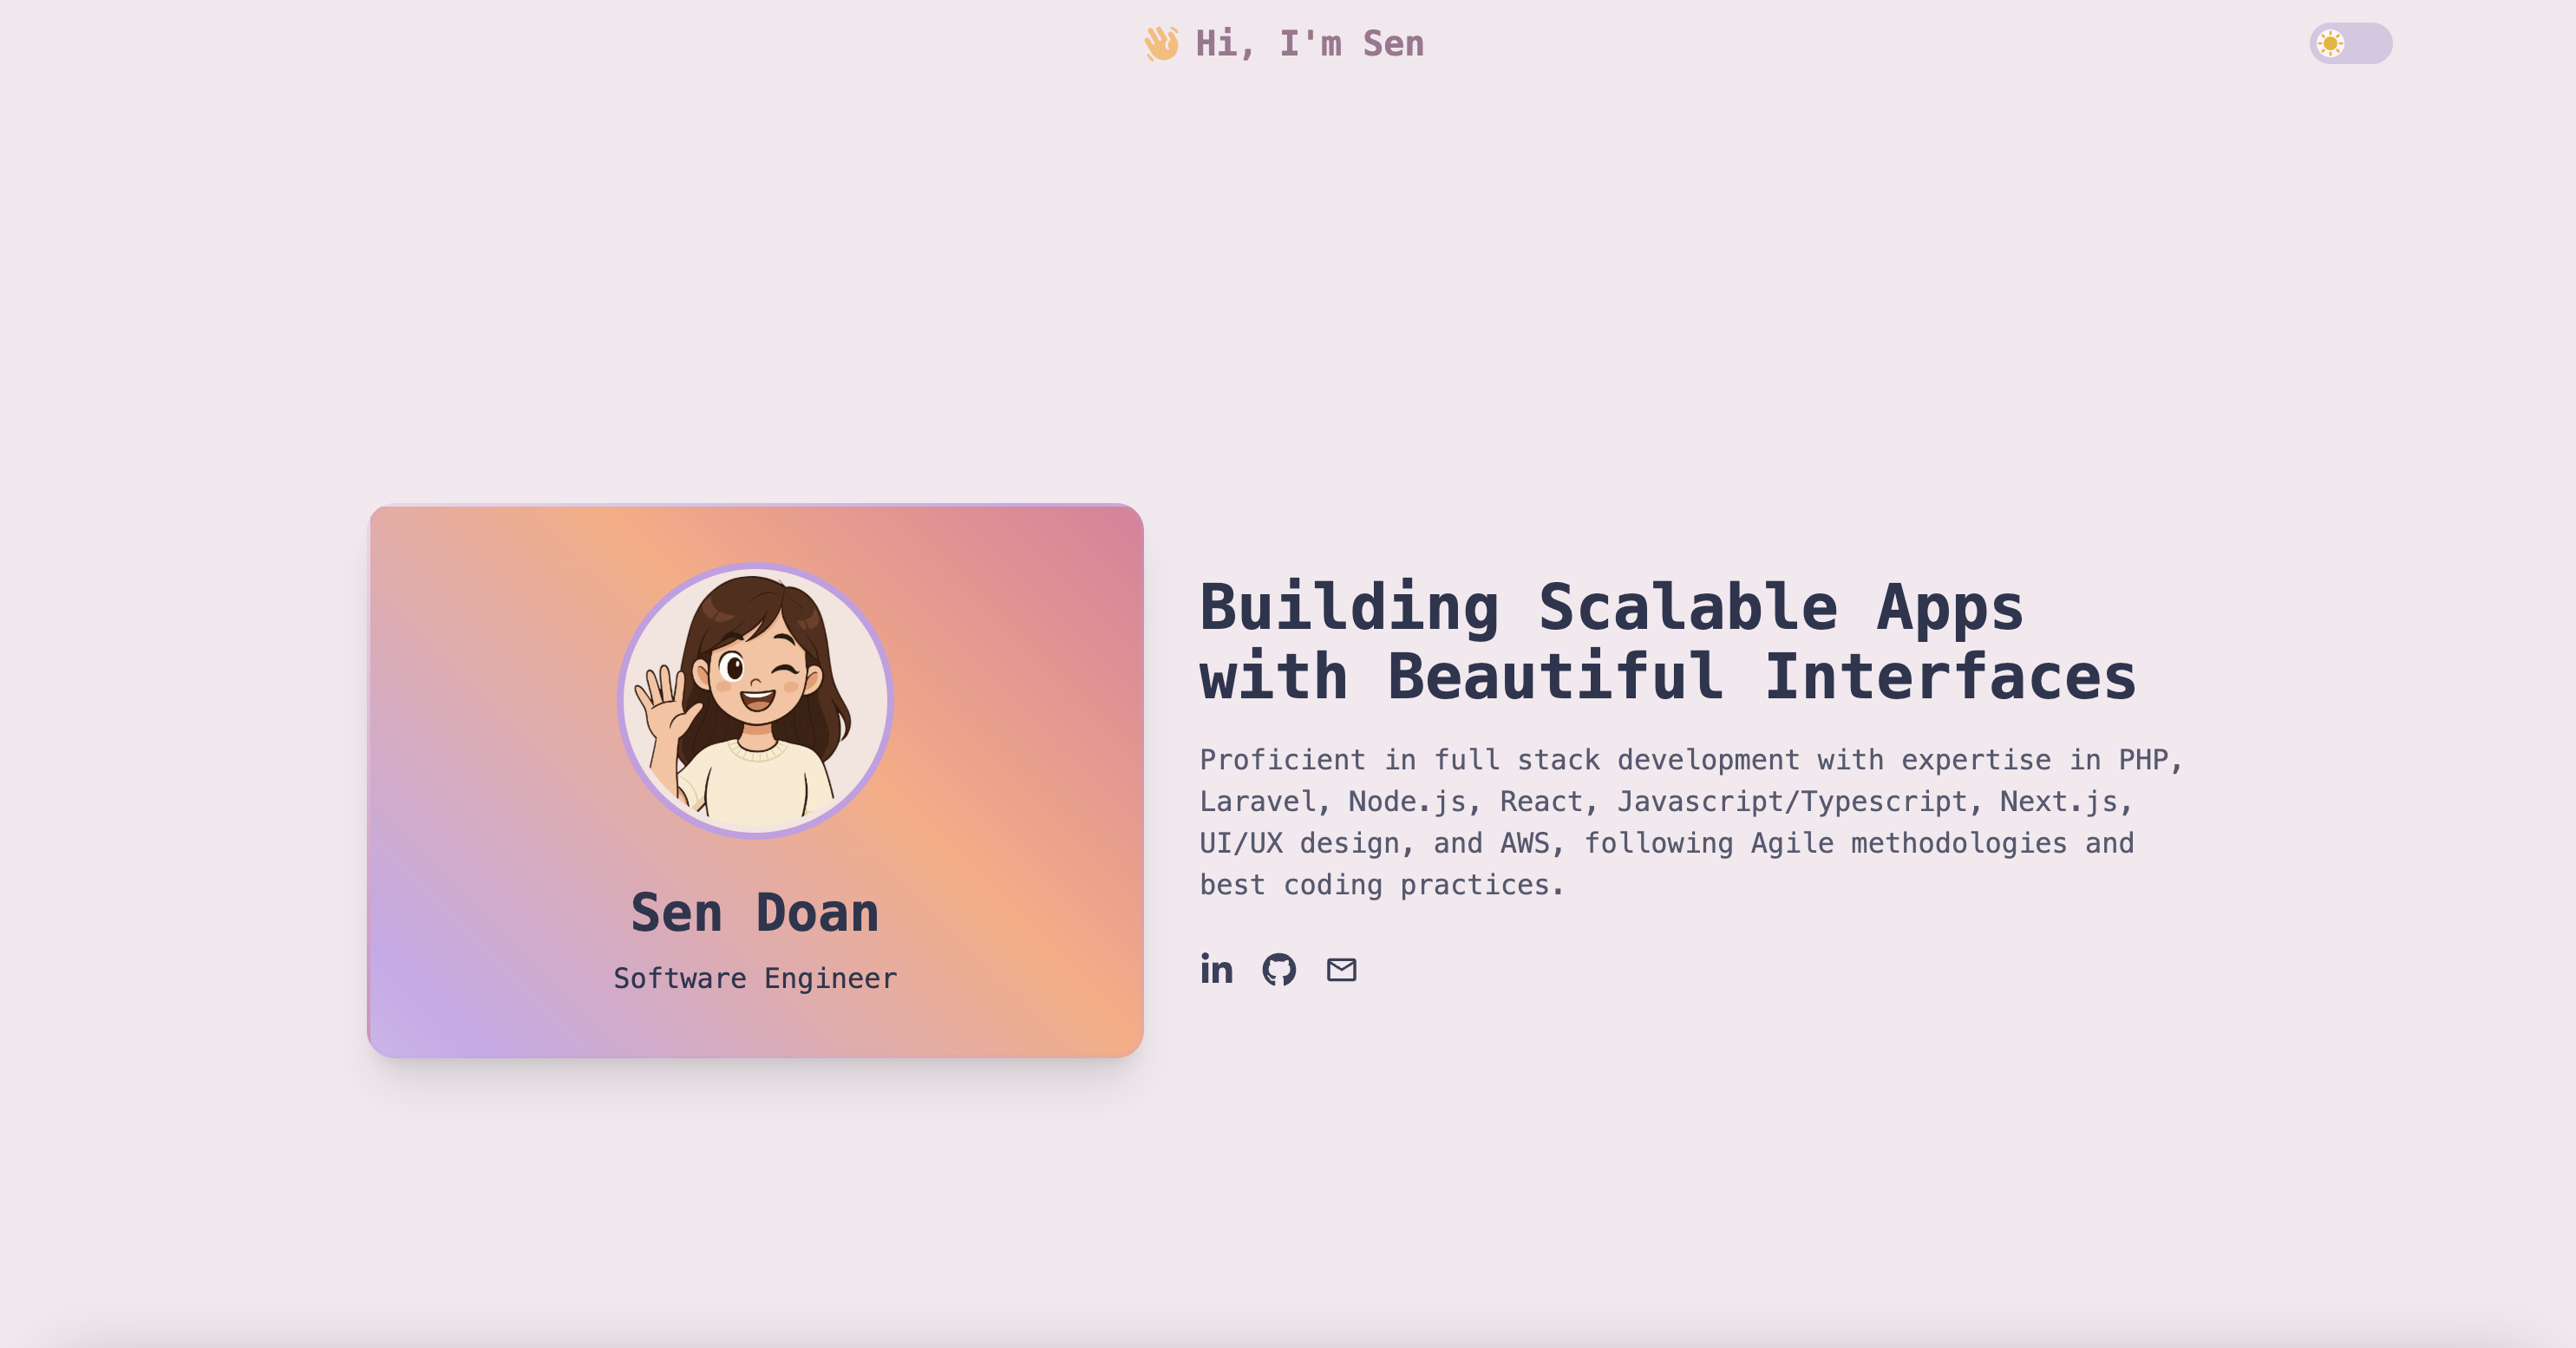 Hi, I'm Sen
Sen Doan
Software Engineer
Building Scalable Apps
with Beautiful Interfaces
Proficient in full stack development with expertise in PHP,
Laravel, Node.js, React, Javascript/Typescript, Next.js,
UI/UX design, and AWS, following Agile methodologies and
best coding practices.
in